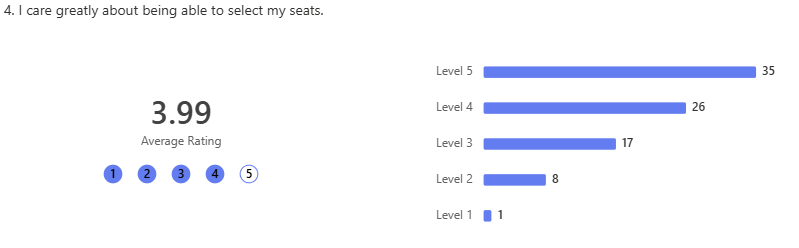 4. I care greatly about being able to select my seats.
3.99
Average Rating
1 2 3 4 5
Level 5 35
Level 4 26
Level 3 17
Level 2 8
Level 1 1